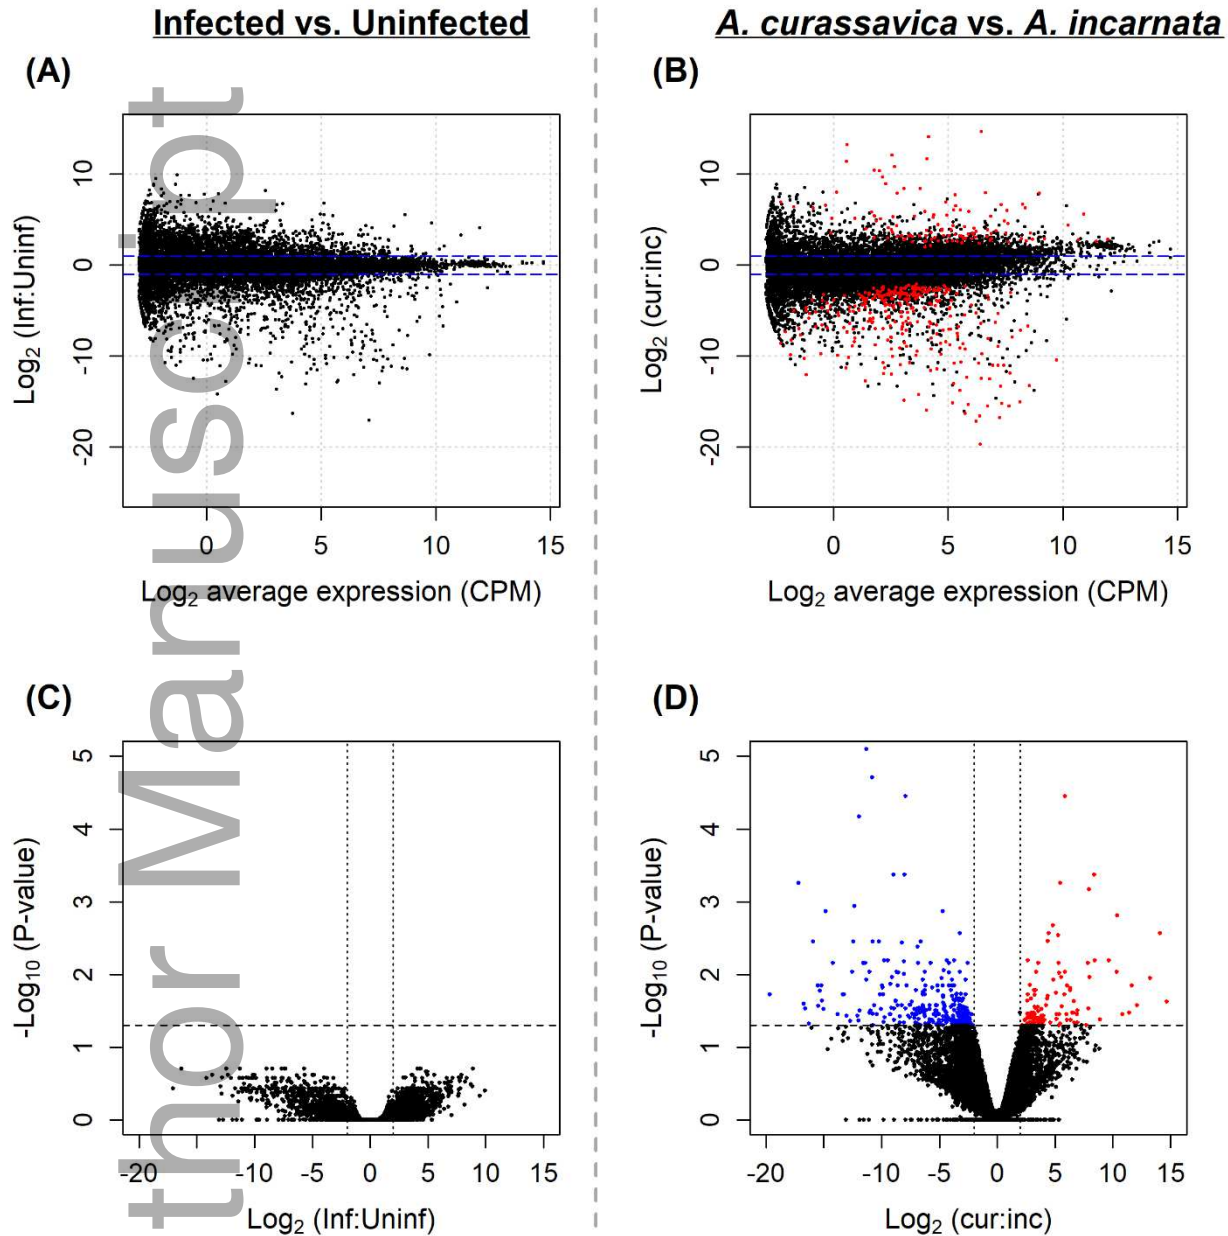 Infected vs. Uninfected
A. curassavica vs. A. incarnata
(A)
(B)
Log2 (Inf:Uninf)
10
0
-10
-20
0
5
10
15
Log2 average expression (CPM)
Log2 (cur:inc)
10
0
-10
-20
0
5
10
15
Log2 average expression (CPM)
(C)
(D)
-Log10 (P-value)
5
4
3
2
1
0
-20
-10
-5
0
5
10
15
Log2 (Inf:Uninf)
-Log10 (P-value)
5
4
3
2
1
0
-20
-10
-5
0
5
10
15
Log2 (cur:inc)
thor Manuscript